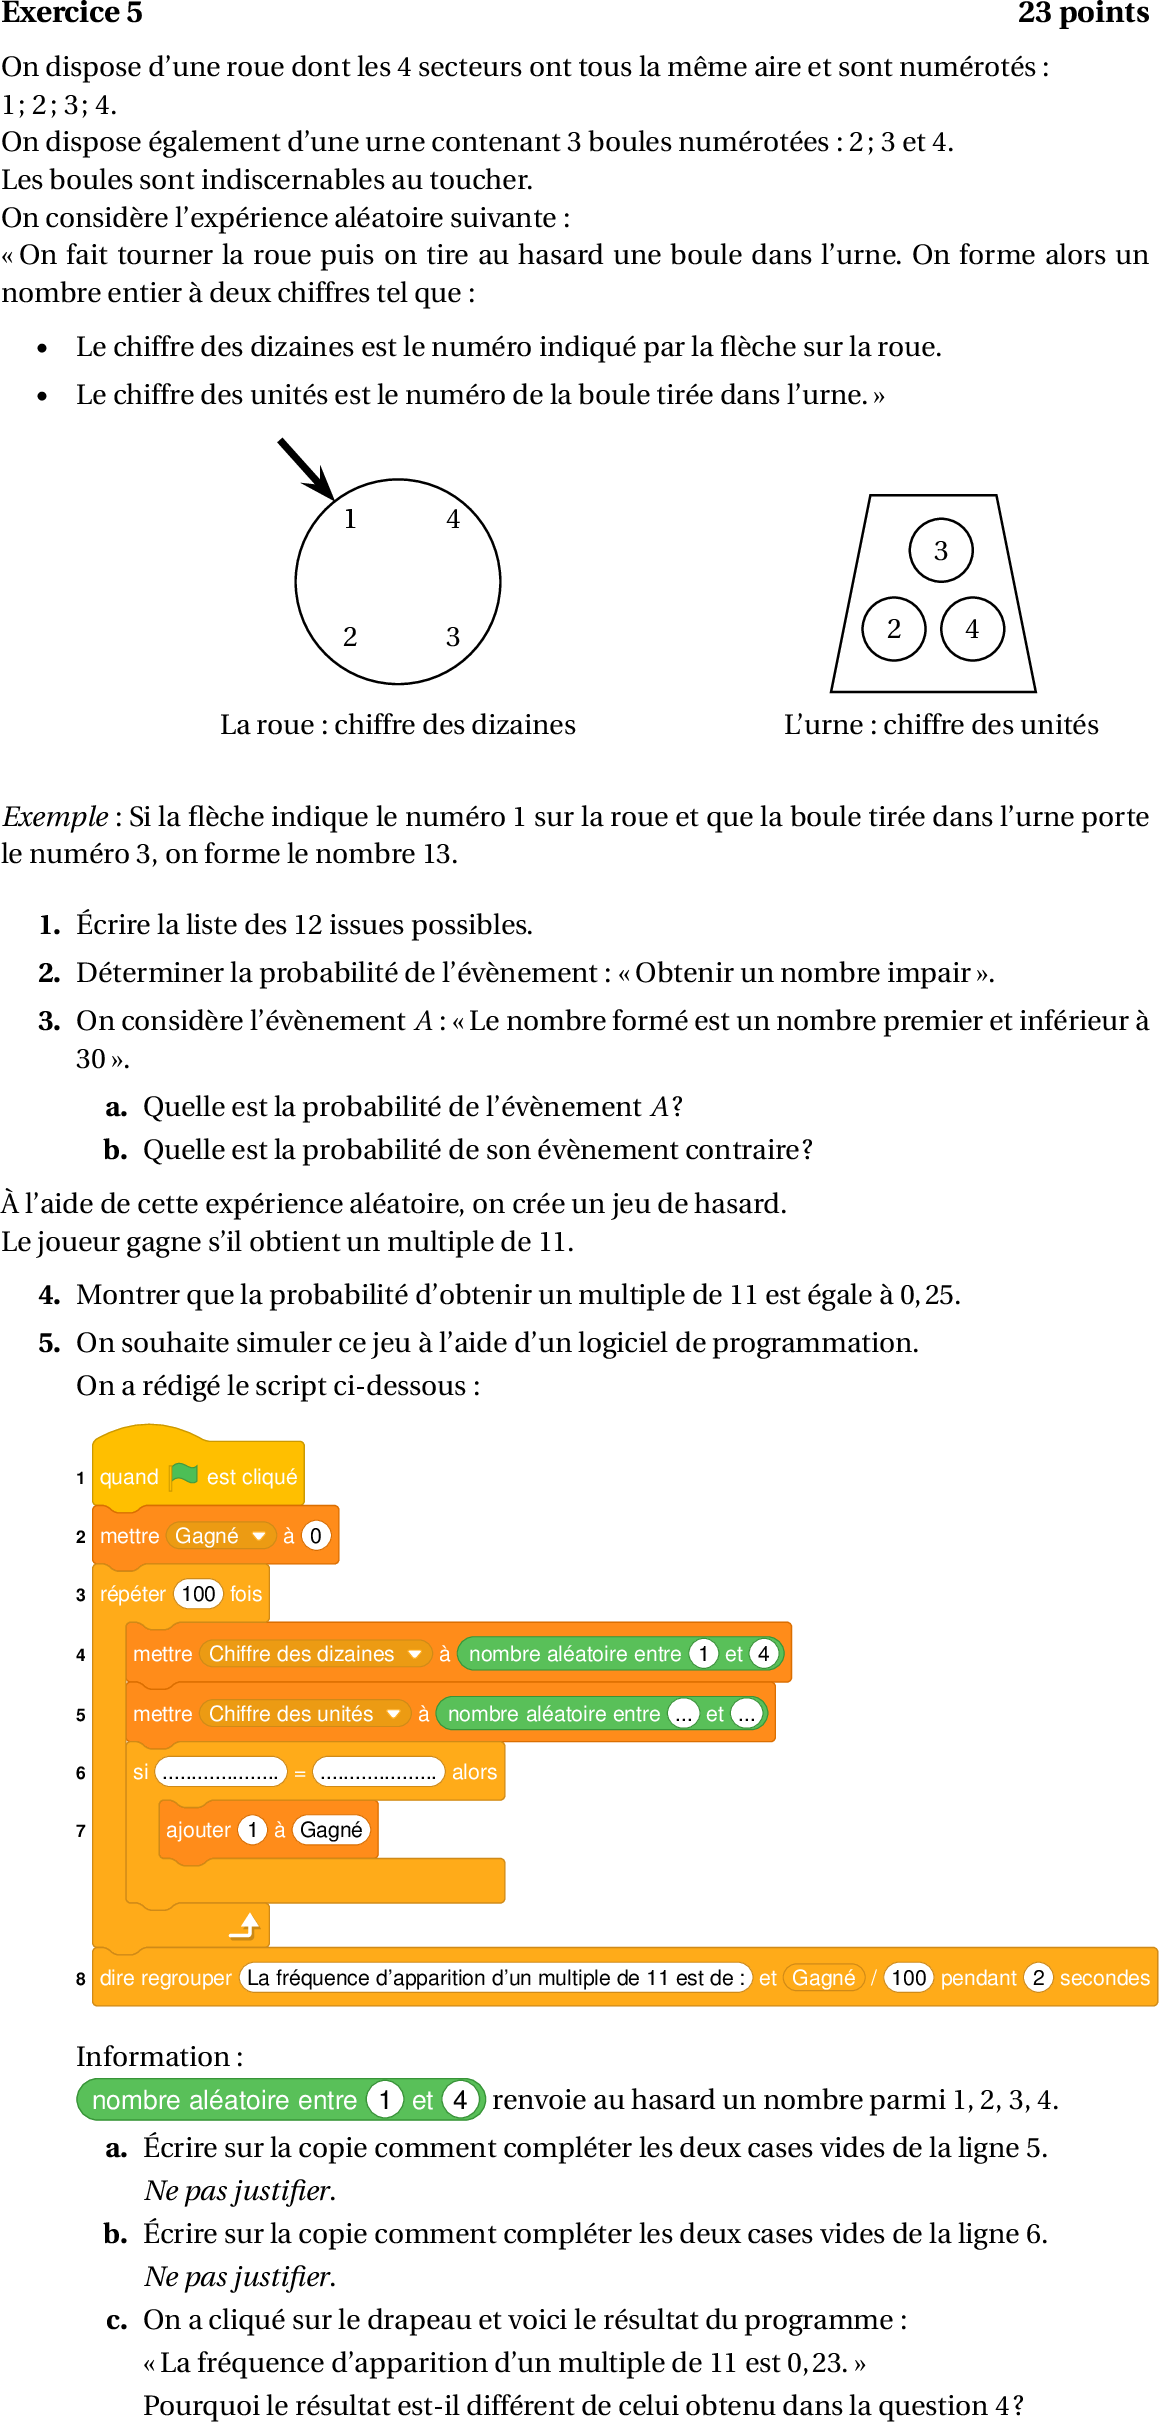 Exercice 5 23 points
On dispose d'une roue dont les 4 secteurs ont tous la même aire et sont numérotés :
1 ; 2 ; 3 ; 4.
On dispose également d'une urne contenant 3 boules numérotées : 2 ; 3 et 4.
Les boules sont indiscernables au toucher.
On considère l'expérience aléatoire suivante :
« On fait tourner la roue puis on tire au hasard une boule dans l'urne. On forme alors un
nombre entier à deux chiffres tel que :
• Le chiffre des dizaines est le numéro indiqué par la flèche sur la roue.
• Le chiffre des unités est le numéro de la boule tirée dans l'urne. »
1 4
3
2 3
2 4
La roue : chiffre des dizaines
L'urne : chiffre des unités
Exemple : Si la flèche indique le numéro 1 sur la roue et que la boule tirée dans l'urne porte
le numéro 3, on forme le nombre 13.
1. Écrire la liste des 12 issues possibles.
2. Déterminer la probabilité de l'évènement : « Obtenir un nombre impair ».
3. On considère l'évènement A : « Le nombre formé est un nombre premier et inférieur à
30 ».
a. Quelle est la probabilité de l'évènement A ?
b. Quelle est la probabilité de son évènement contraire ?
À l'aide de cette expérience aléatoire, on crée un jeu de hasard.
Le joueur gagne s'il obtient un multiple de 11.
4. Montrer que la probabilité d'obtenir un multiple de 11 est égale à 0,25.
5. On souhaite simuler ce jeu à l'aide d'un logiciel de programmation.
On a rédigé le script ci-dessous :
1 quand est cliqué
2 mettre Gagné à 0
3 répéter 100 fois
4 mettre Chiffre des dizaines à nombre aléatoire entre 1 et 4
5 mettre Chiffre des unités à nombre aléatoire entre ... et ...
6 si .................... = .................... alors
7 ajouter 1 à Gagné
8 dire regrouper La fréquence d'apparition d'un multiple de 11 est de : et Gagné / 100 pendant 2 secondes
Information :
nombre aléatoire entre 1 et 4 renvoie au hasard un nombre parmi 1, 2, 3, 4.
a. Écrire sur la copie comment compléter les deux cases vides de la ligne 5.
Ne pas justifier.
b. Écrire sur la copie comment compléter les deux cases vides de la ligne 6.
Ne pas justifier.
c. On a cliqué sur le drapeau et voici le résultat du programme :
« La fréquence d'apparition d'un multiple de 11 est 0,23. »
Pourquoi le résultat est-il différent de celui obtenu dans la question 4 ?